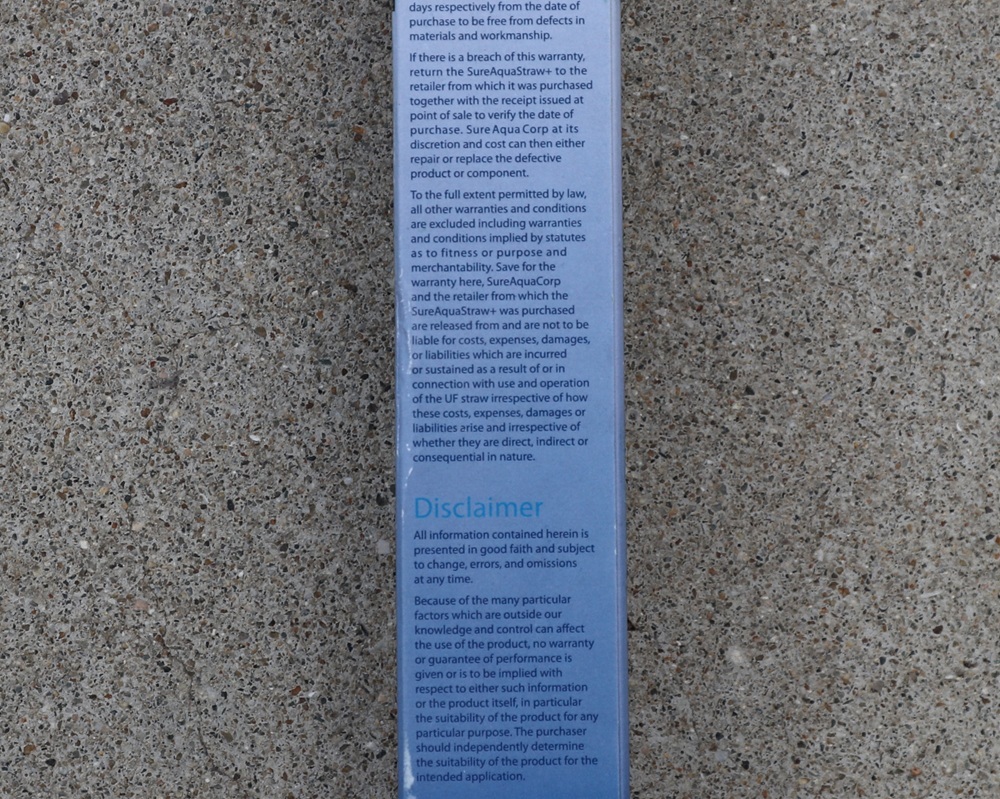 days respectively from the date of
purchase to be free from defects in
materials and workmanship.
If there is a breach of this warranty,
return the SureAquaStraw+ to the
retailer from which it was purchased
together with the receipt issued at
point of sale to verify the date of
purchase. Sure Aqua Corp at its
discretion and cost can then either
repair or replace the defective
product or component.
To the full extent permitted by law,
all other warranties and conditions
are excluded including warranties
and conditions implied by statutes
as to fitness or purpose and
merchantability. Save for the
warranty here, SureAquaCorp
and the retailer from which the
SureAquaStraw+ was purchased
are released from and are not to be
liable for costs, expenses, damages,
or liabilities which are incurred
or sustained as a result of or in
connection with use and operation
of the UF straw irrespective of how
these costs, expenses, damages or
liabilities arise and irrespective of
whether they are direct, indirect or
consequential in nature.
Disclaimer
All information contained herein is
presented in good faith and subject
to change, errors, and omissions
at any time.
Because of the many particular
factors which are outside our
knowledge and control can affect
the use of the product, no warranty
or guarantee of performance is
given or is to be implied with
respect to either such information
or the product itself, in particular
the suitability of the product for any
particular purpose. The purchaser
should independently determine
the suitability of the product for the
intended application.